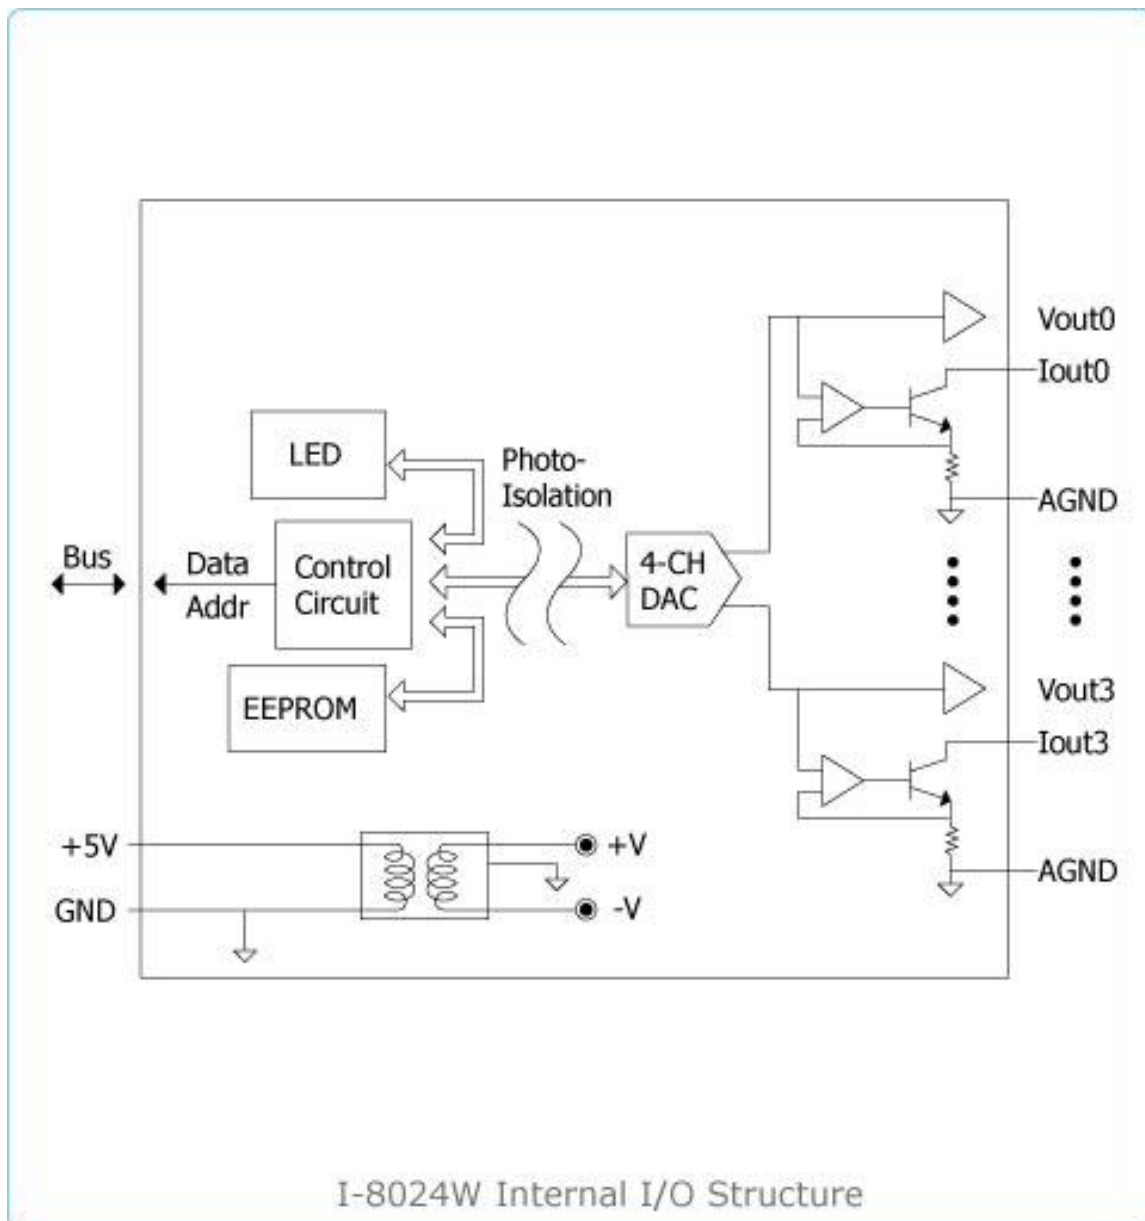 Vout0
Iout0
LED
Photo-
Isolation
AGND
Bus
Data
Addr
Control
Circuit
4-CH
DAC
EEPROM
Vout3
Iout3
+5V
+V
AGND
GND
-V
I-8024W Internal I/O Structure